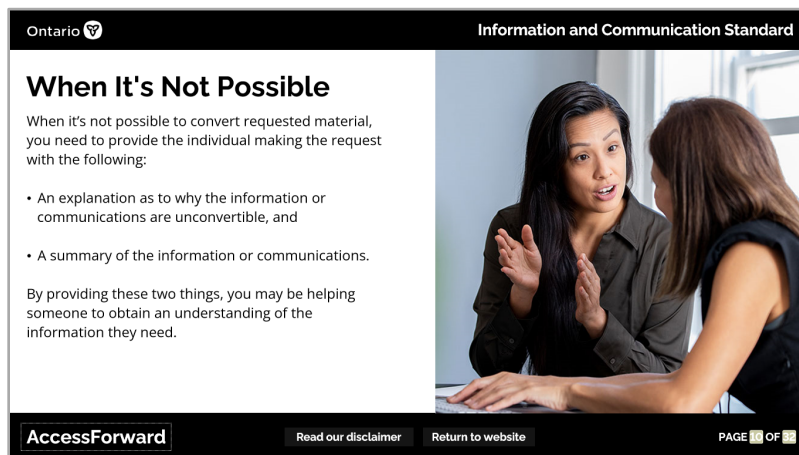 Ontario
Information and Communication Standard
When It's Not Possible
When it's not possible to convert requested material,
you need to provide the individual making the request
with the following:
• An explanation as to why the information or
communications are unconvertible, and
• A summary of the information or communications.
By providing these two things, you may be helping
someone to obtain an understanding of the
information they need.
AccessForward
Read our disclaimer
Return to website
PAGE 10 OF 32